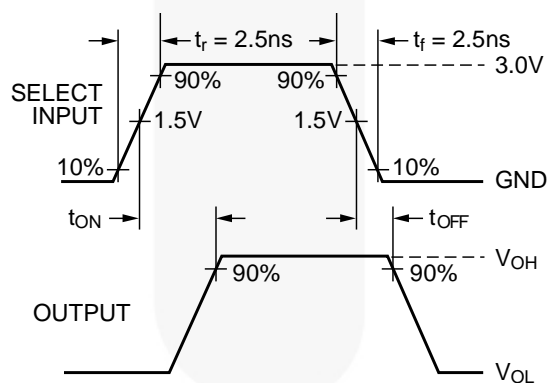 tr = 2.5ns tf = 2.5ns
90% 90% 3.0V
SELECT
INPUT
1.5V 1.5V
10% 10%
GND
tON tOFF
VOH
90% 90%
OUTPUT
VOL